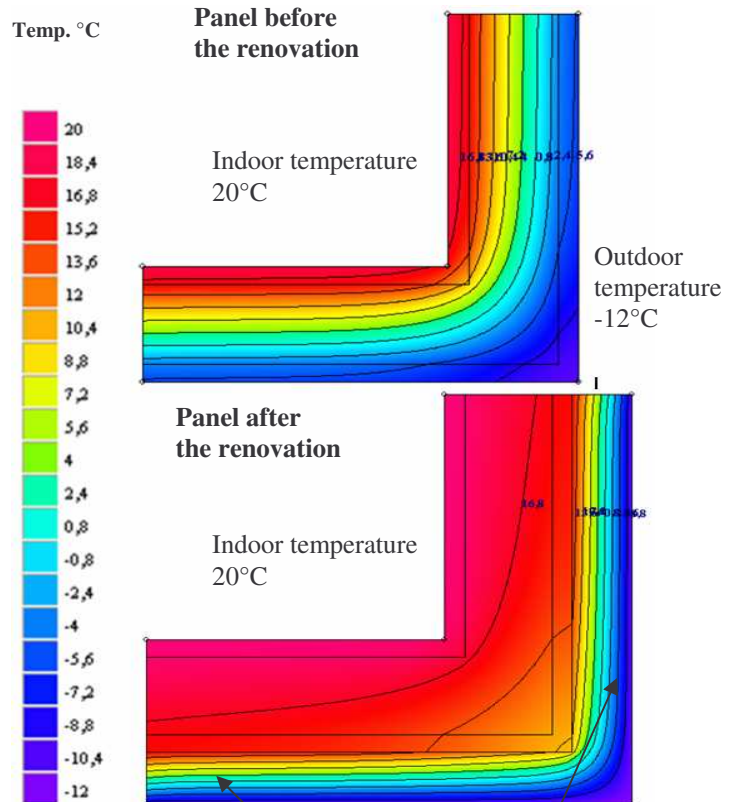 Temp. °C
Panel before
the renovation
20
18,4
16,8
15,2
13,6
12
10,4
8,8
7,2
5,6
4
2,4
0,8
-0,8
-2,4
-4
-5,6
-7,2
-8,8
-10,4
-12
Indoor temperature
20°C
Outdoor
temperature
-12°C
Panel after
the renovation
16,8
Indoor temperature
20°C